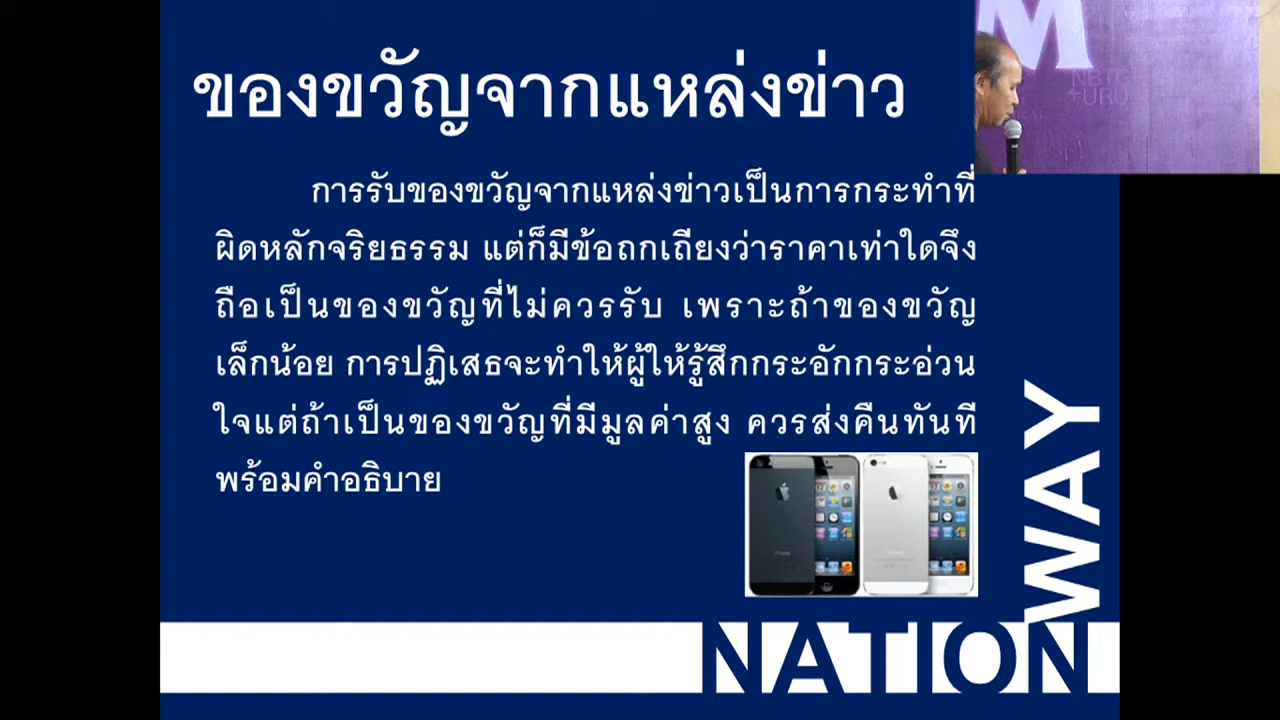 ของขวัญจากแหล่งข่าว
การรับของขวัญจากแหล่งข่าวเป็นการกระทำที่
ผิดหลักจริยธรรม แต่ก็มีข้อถกเถียงว่าราคาเท่าใดจึง
ถือเป็นของขวัญที่ไม่ควรรับ เพราะถ้าของขวัญ
เล็กน้อย การปฏิเสธจะทำให้ผู้ให้รู้สึกกระอักกระอ่วน
ใจแต่ถ้าเป็นของขวัญที่มีมูลค่าสูง ควรส่งคืนทันที
พร้อมคำอธิบาย
WAY
NATION
M
NBTC
+URU